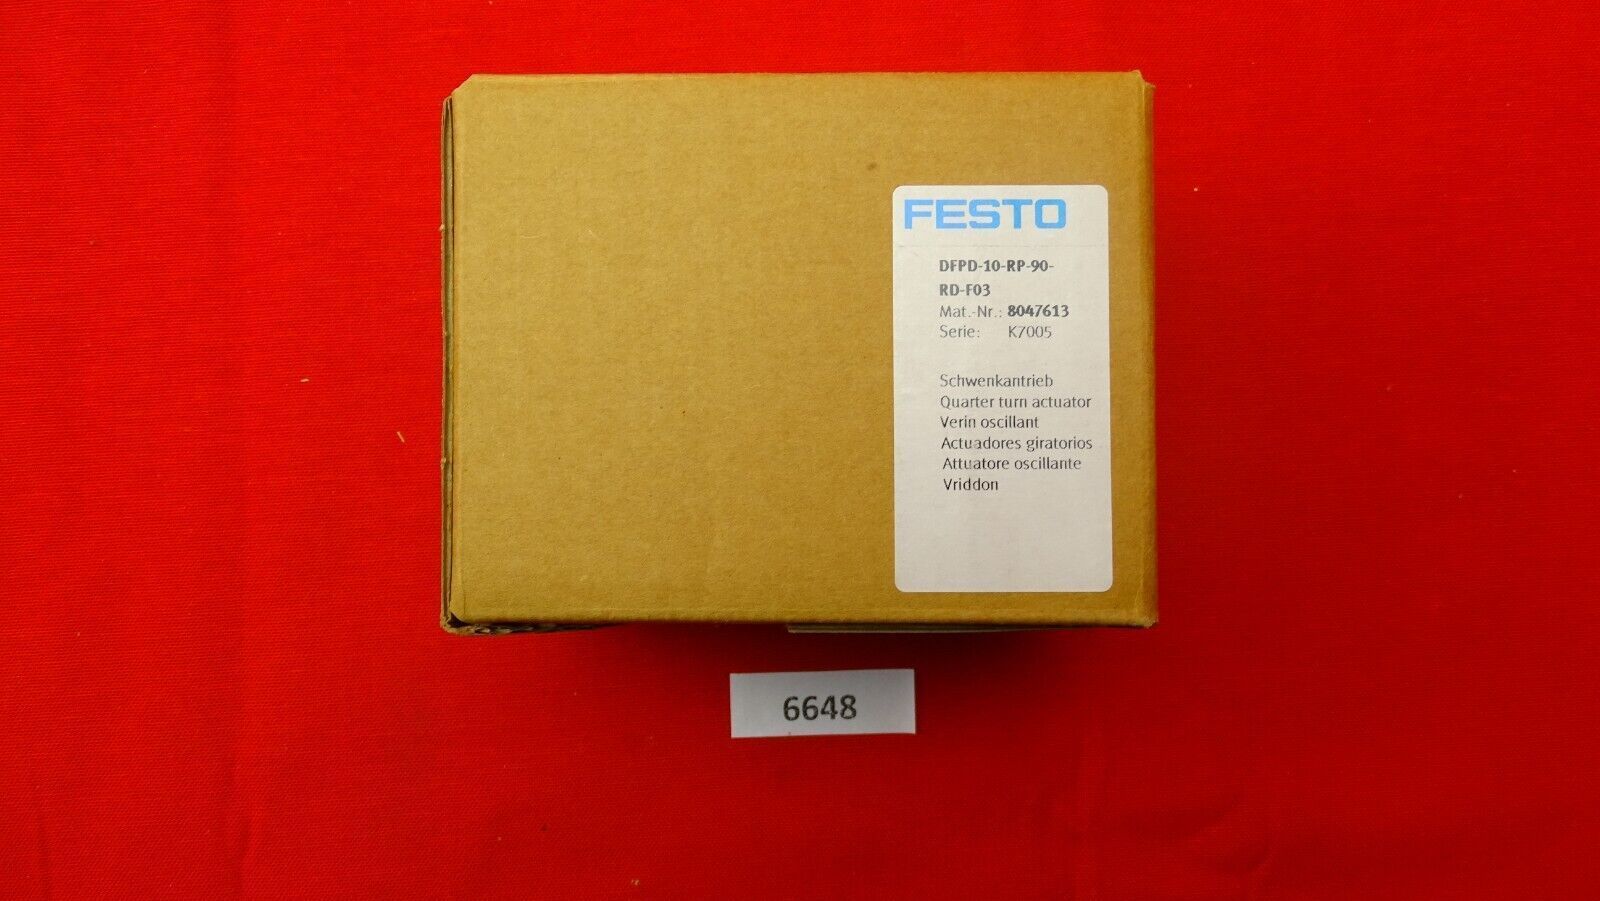 FESTO
DFPD-10-RP-90-
RD-F03
Mat.-Nr.: 8047613
Serie: K7005
Schwenkantrieb
Quarter turn actuator
Verin oscillant
Actuadores giratorios
Attuatore oscillante
Vriddon
6648